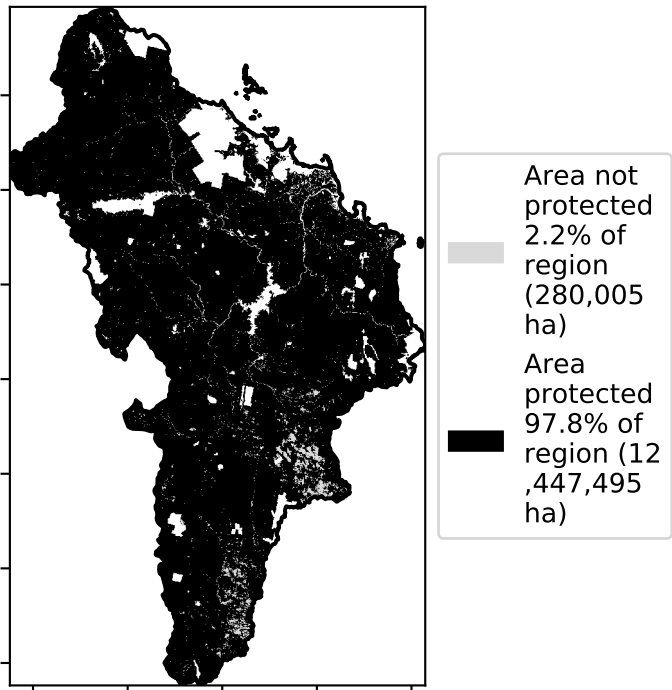 Area not
protected
2.2% of
region
(280,005
ha)
Area
protected
97.8% of
region (12
,447,495
ha)